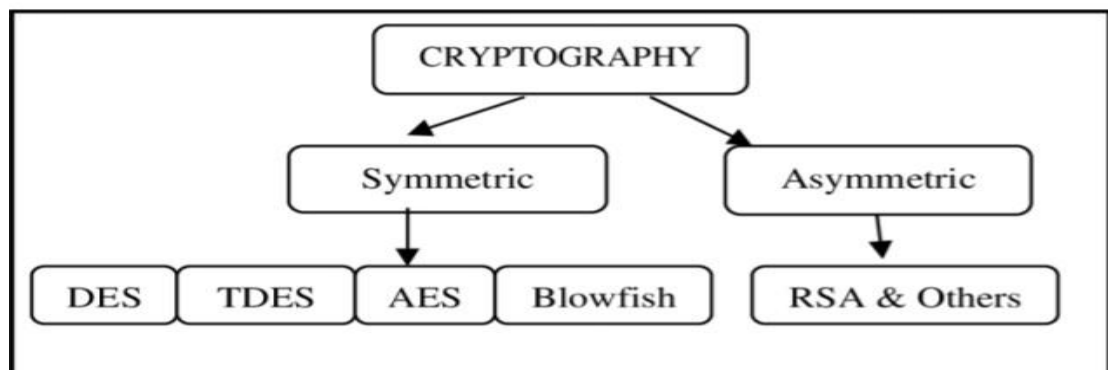 CRYPTOGRAPHY
Symmetric Asymmetric
DES TDES AES Blowfish RSA & Others